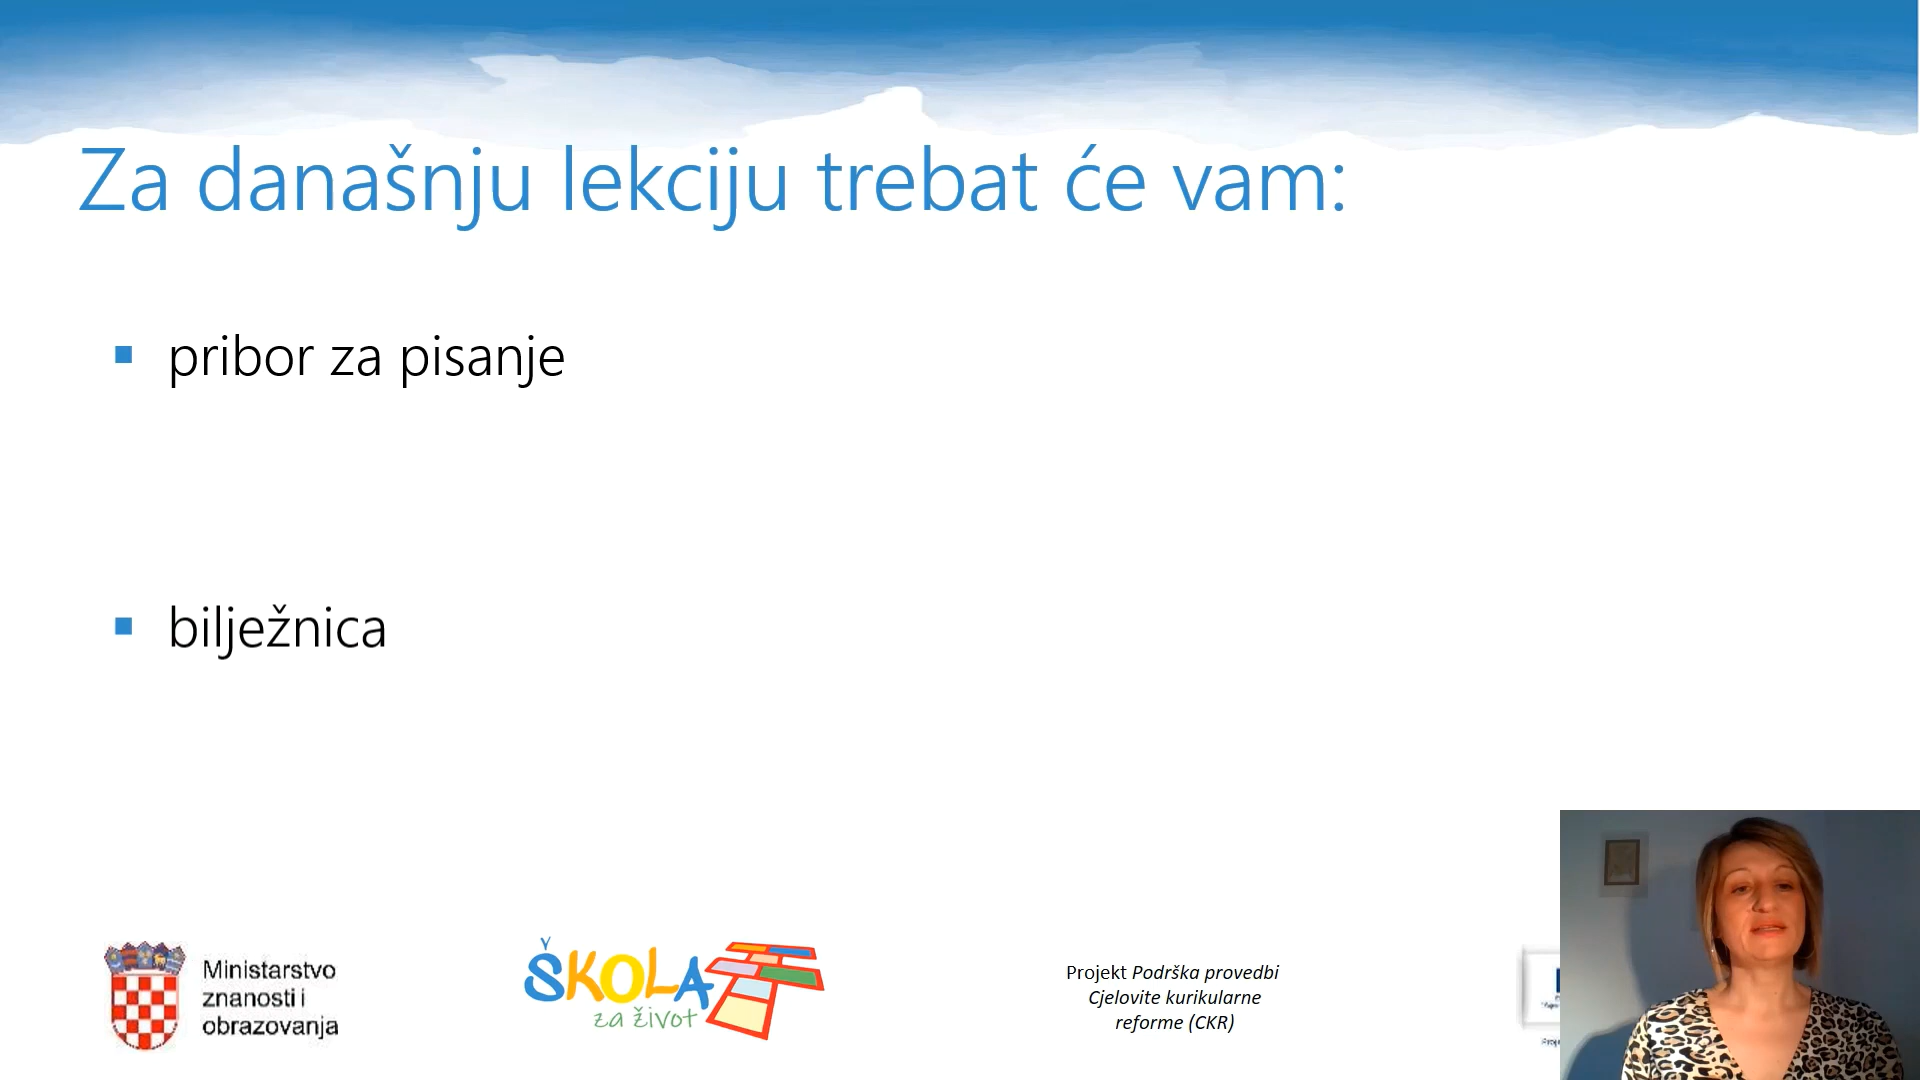 Za današnju lekciju trebat će vam:
pribor za pisanje
bilježnica
Ministarstvo
znanosti i
obrazovanja
ŠKOLA
za život
Projekt Podrška provedbi
Cjelovite kurikularne
reforme (CKR)